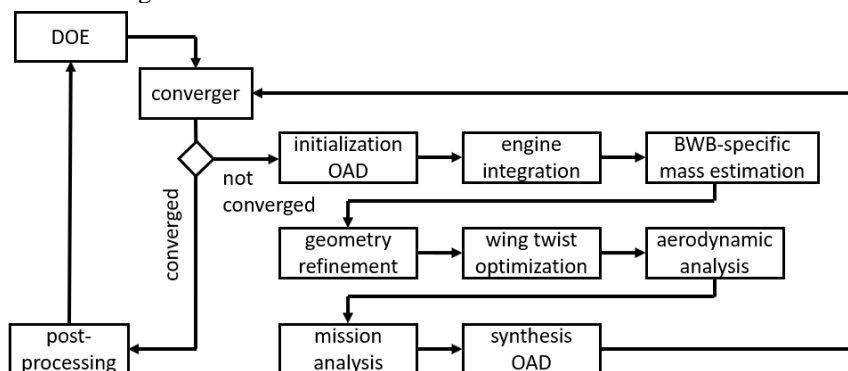 DOE
converger
initialization
OAD
engine
integration
BWB-specific
mass estimation
not
converged
converged
geometry
refinement
wing twist
optimization
aerodynamic
analysis
post-
processing
mission
analysis
synthesis
OAD